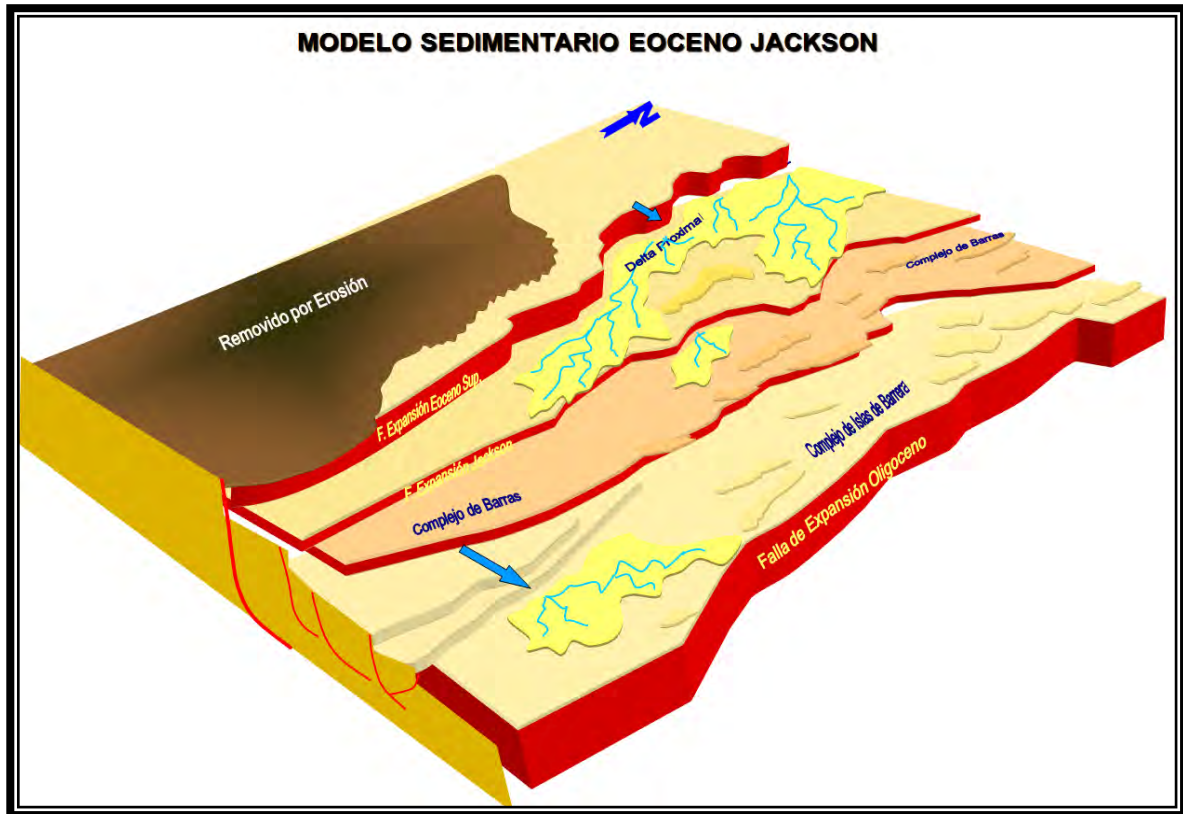 MODELO SEDIMENTARIO EOCENO JACKSON
N
Removido por Erosión
Delta Proximal
Complejo de Barras
F. Expansión Eoceno Sup.
F. Expansión Jackson
Complejo de Barras
Complejo de Islas de Barrera
Falla de Expansión Oligoceno